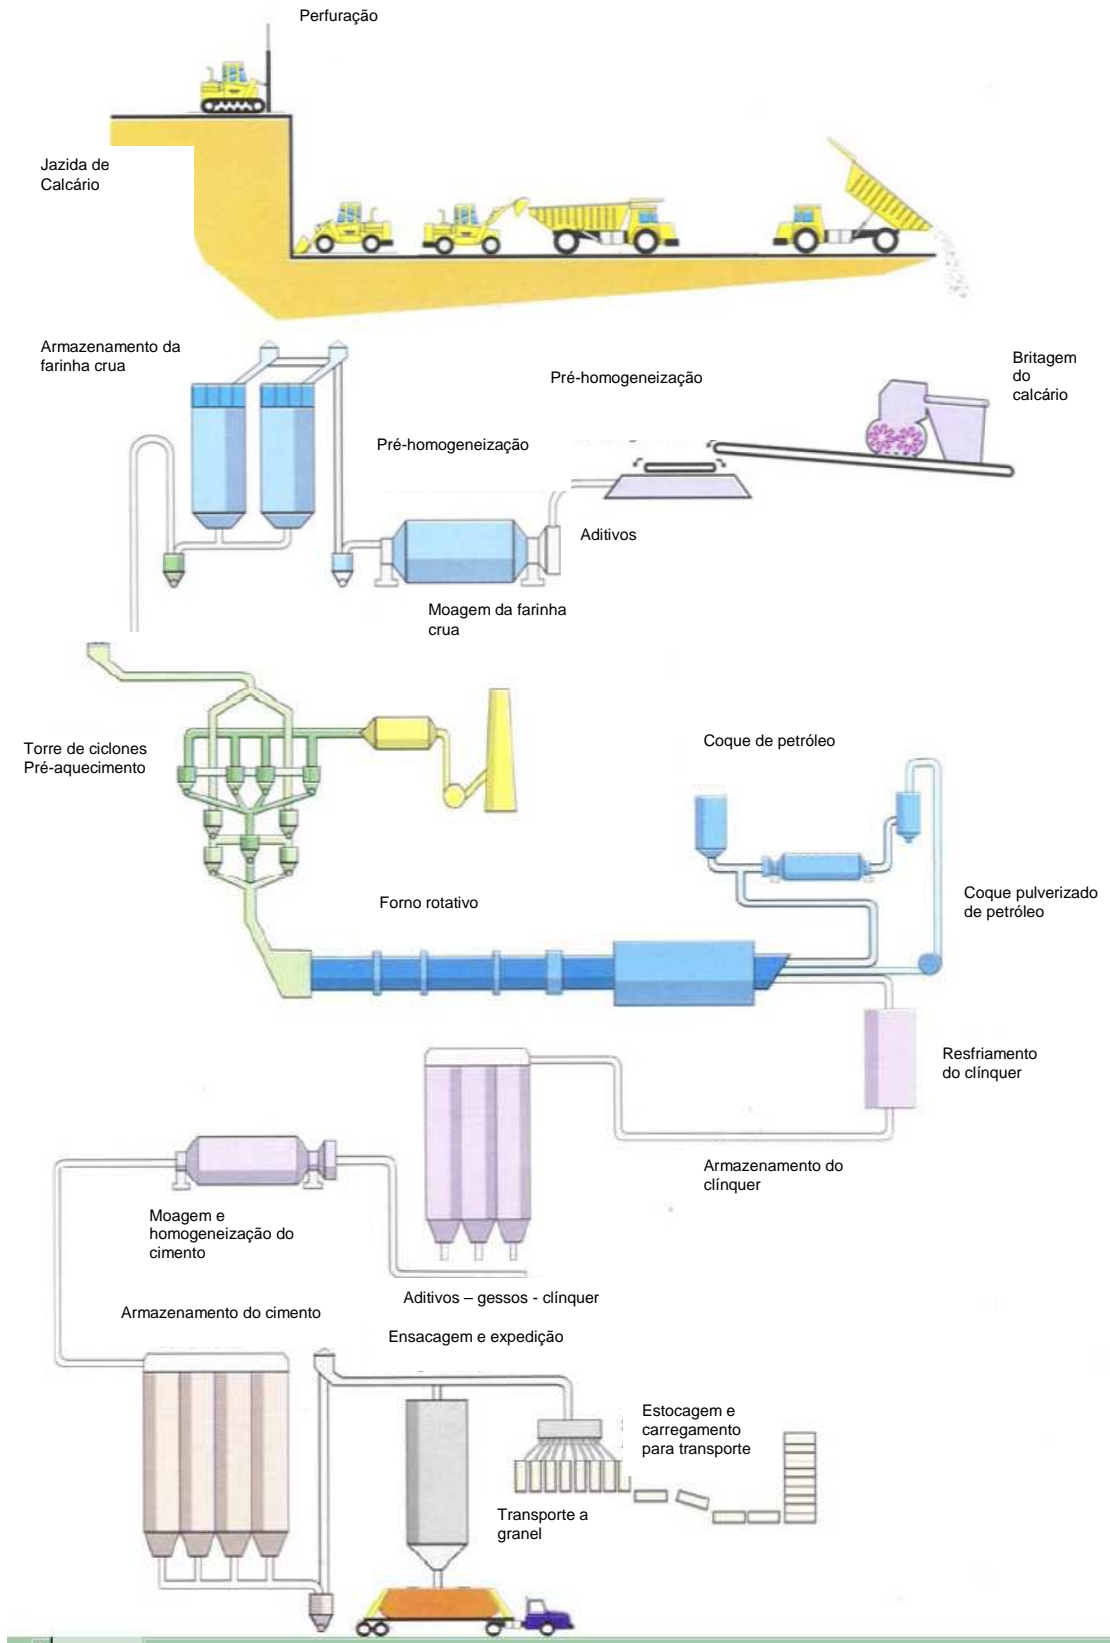 Perfuração
Jazida de
Calcário
Armazenamento da
farinha crua
Pré-homogeneização
Britagem
do
calcário
Pré-homogeneização
Aditivos
Moagem da farinha
crua
Torre de ciclones
Pré-aquecimento
Coque de petróleo
Forno rotativo
Coque pulverizado
de petróleo
Resfriamento
do clínquer
Armazenamento do
clínquer
Moagem e
homogeneização do
cimento
Aditivos – gessos - clínquer
Armazenamento do cimento
Ensacagem e expedição
Estocagem e
carregamento
para transporte
Transporte a
granel